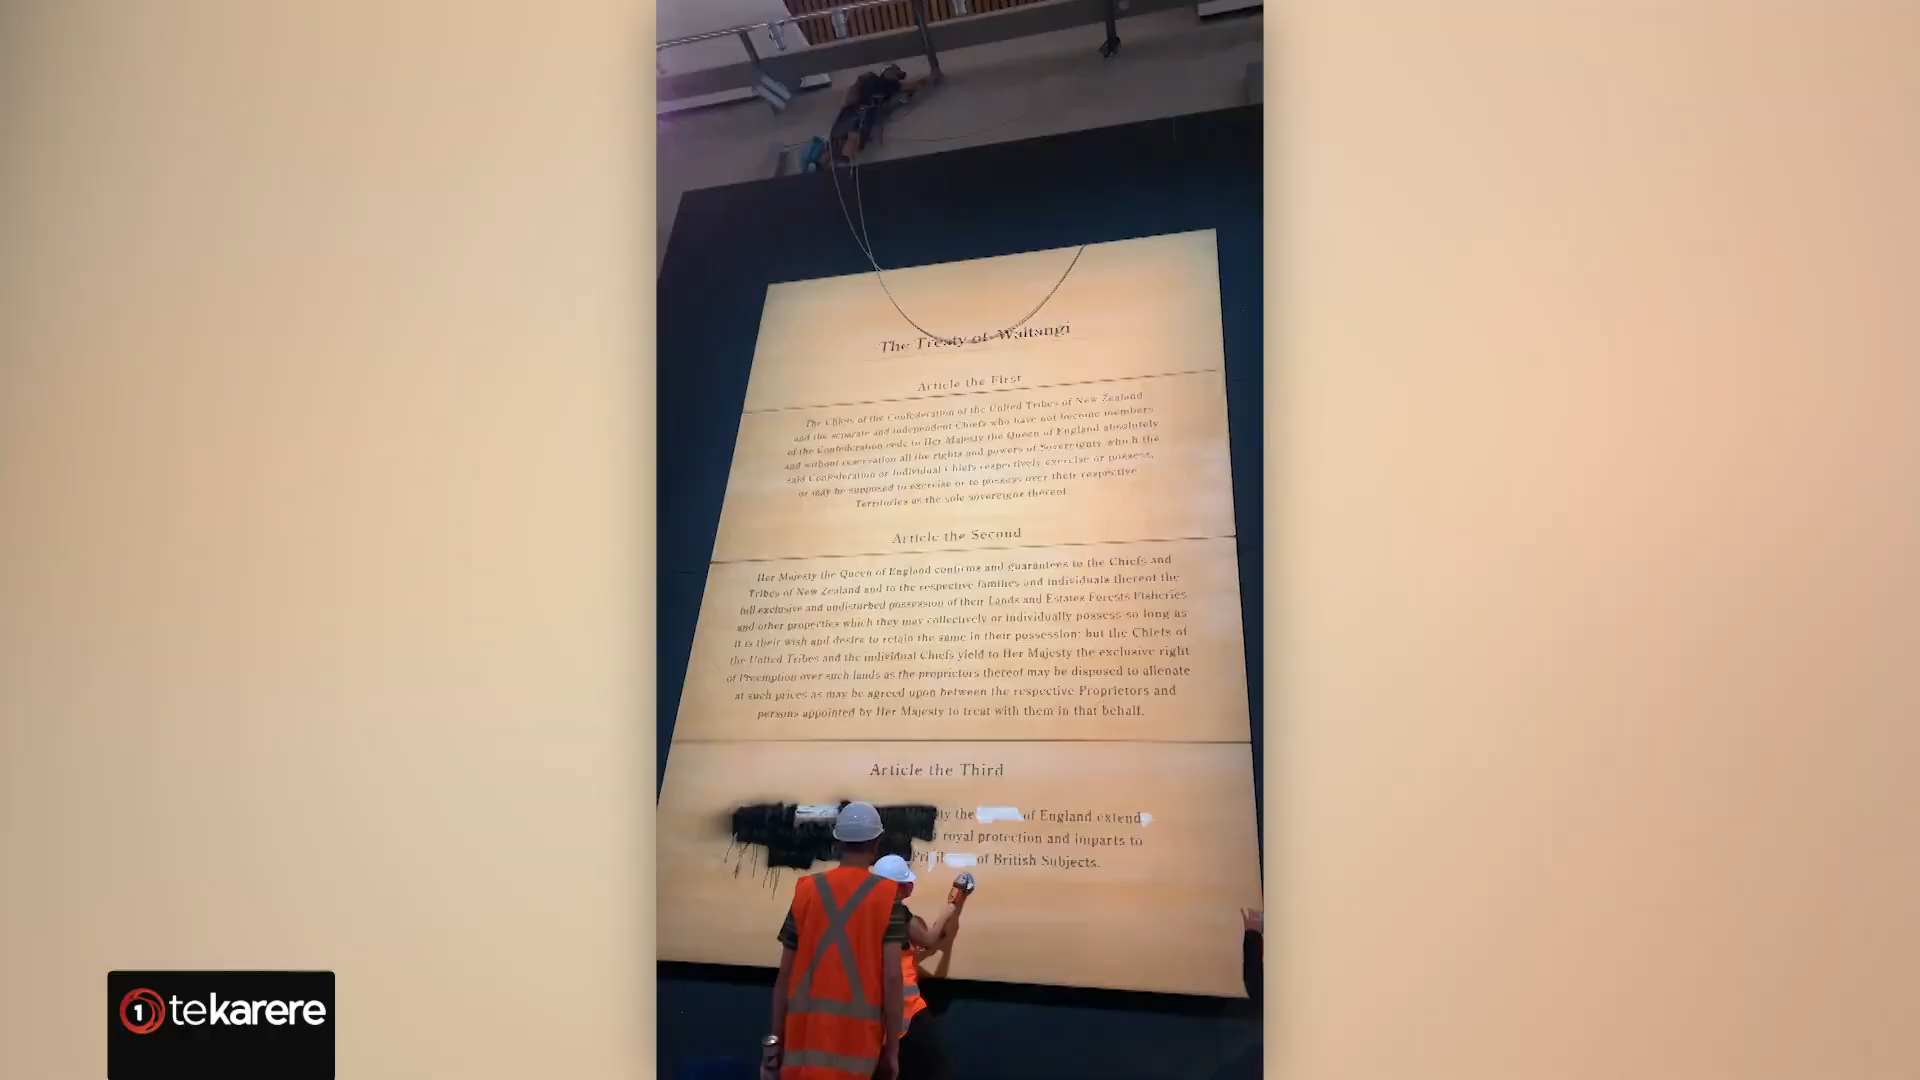 The Treaty of Waitangi
Article the First
The Chiefs of the Confederation of the United Tribes of New Zealand
and the separate and independent Chiefs who have not become members
of the Confederation cede to Her Majesty the Queen of England absolutely
and without reservation all the rights and powers of Sovereignty which the
said Confederation or Individual Chiefs respectively exercise or possess,
or may be supposed to exercise or to possess over their respective
Territories as the sole sovereigns thereof.
Article the Second
Her Majesty the Queen of England confirms and guarantees to the Chiefs and
Tribes of New Zealand and to the respective families and individuals thereof the
full exclusive and undisturbed possession of their Lands and Estates Forests Fisheries
and other properties which they may collectively or individually possess so long as
it is their wish and desire to retain the same in their possession; but the Chiefs of
the United Tribes and the individual Chiefs yield to Her Majesty the exclusive right
of Preemption over such lands as the proprietors thereof may be disposed to alienate
at such prices as may be agreed upon between the respective Proprietors and
persons appointed by Her Majesty to treat with them in that behalf.
Article the Third
ty the of England extend
royal protection and imparts to
of British Subjects.
1 tekarere